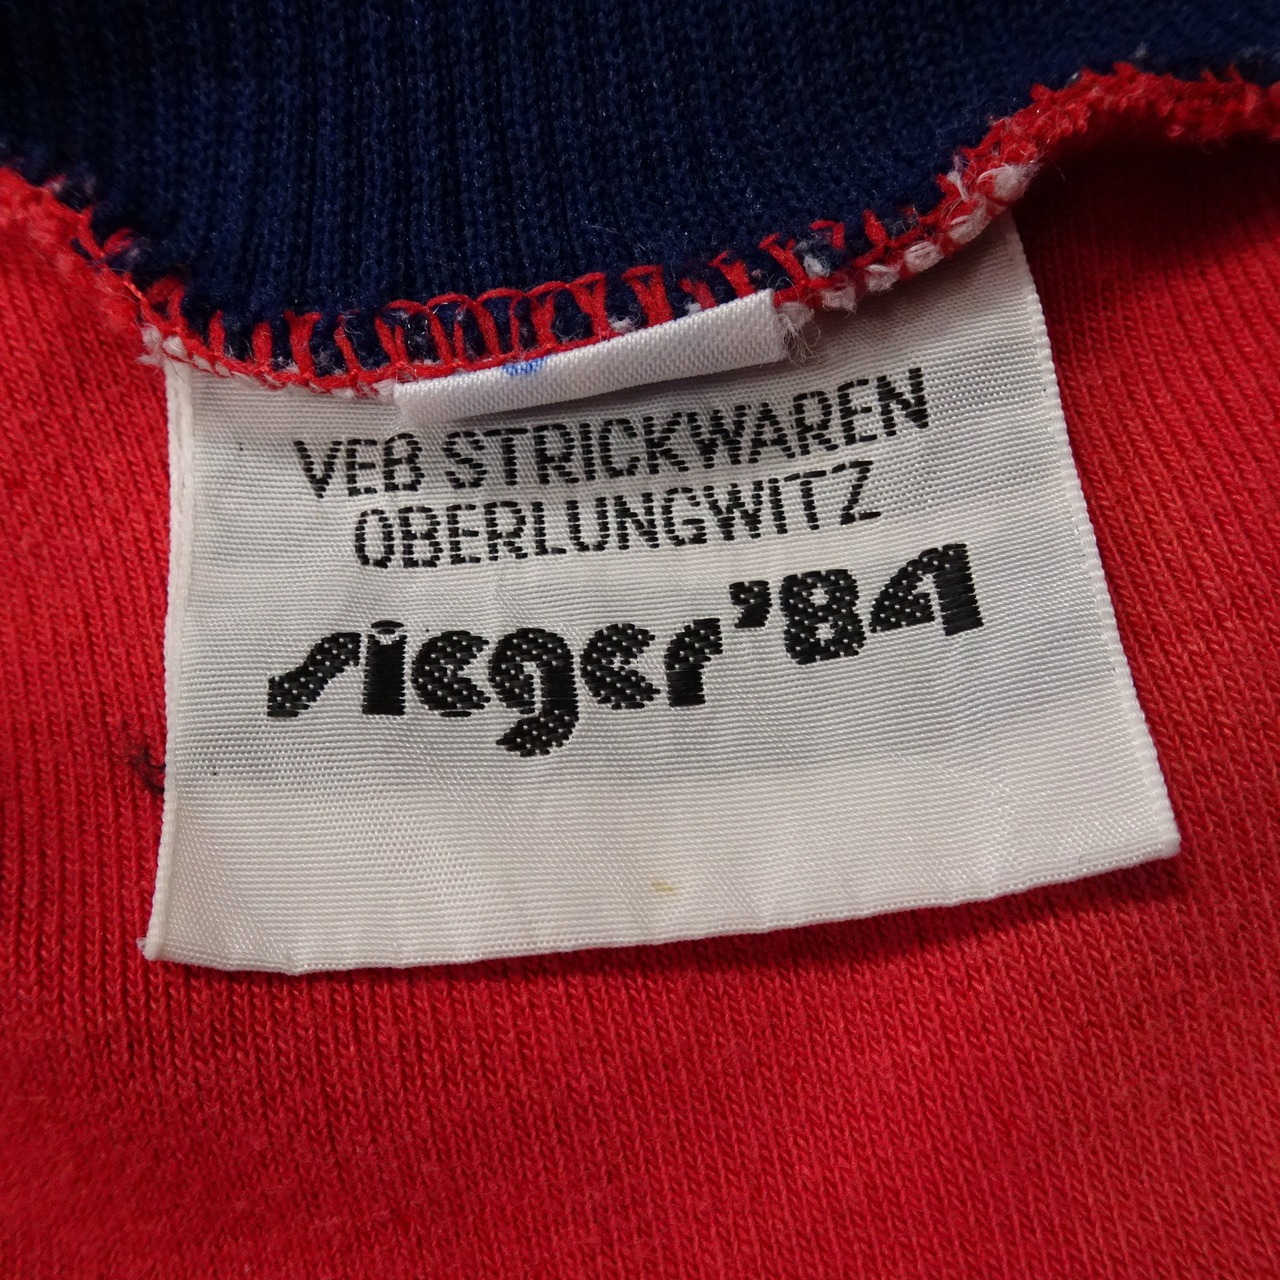 VEB STRICKWAREN
OBERLUNGWITZ
sieger'84